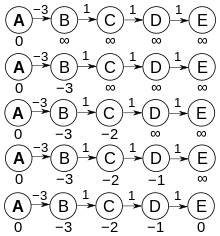 A −3 B 1 C 1 D 1 E
0 ∞ ∞ ∞ ∞
A −3 B 1 C 1 D 1 E
0 −3 ∞ ∞ ∞
A −3 B 1 C 1 D 1 E
0 −3 −2 ∞ ∞
A −3 B 1 C 1 D 1 E
0 −3 −2 −1 ∞
A −3 B 1 C 1 D 1 E
0 −3 −2 −1 0